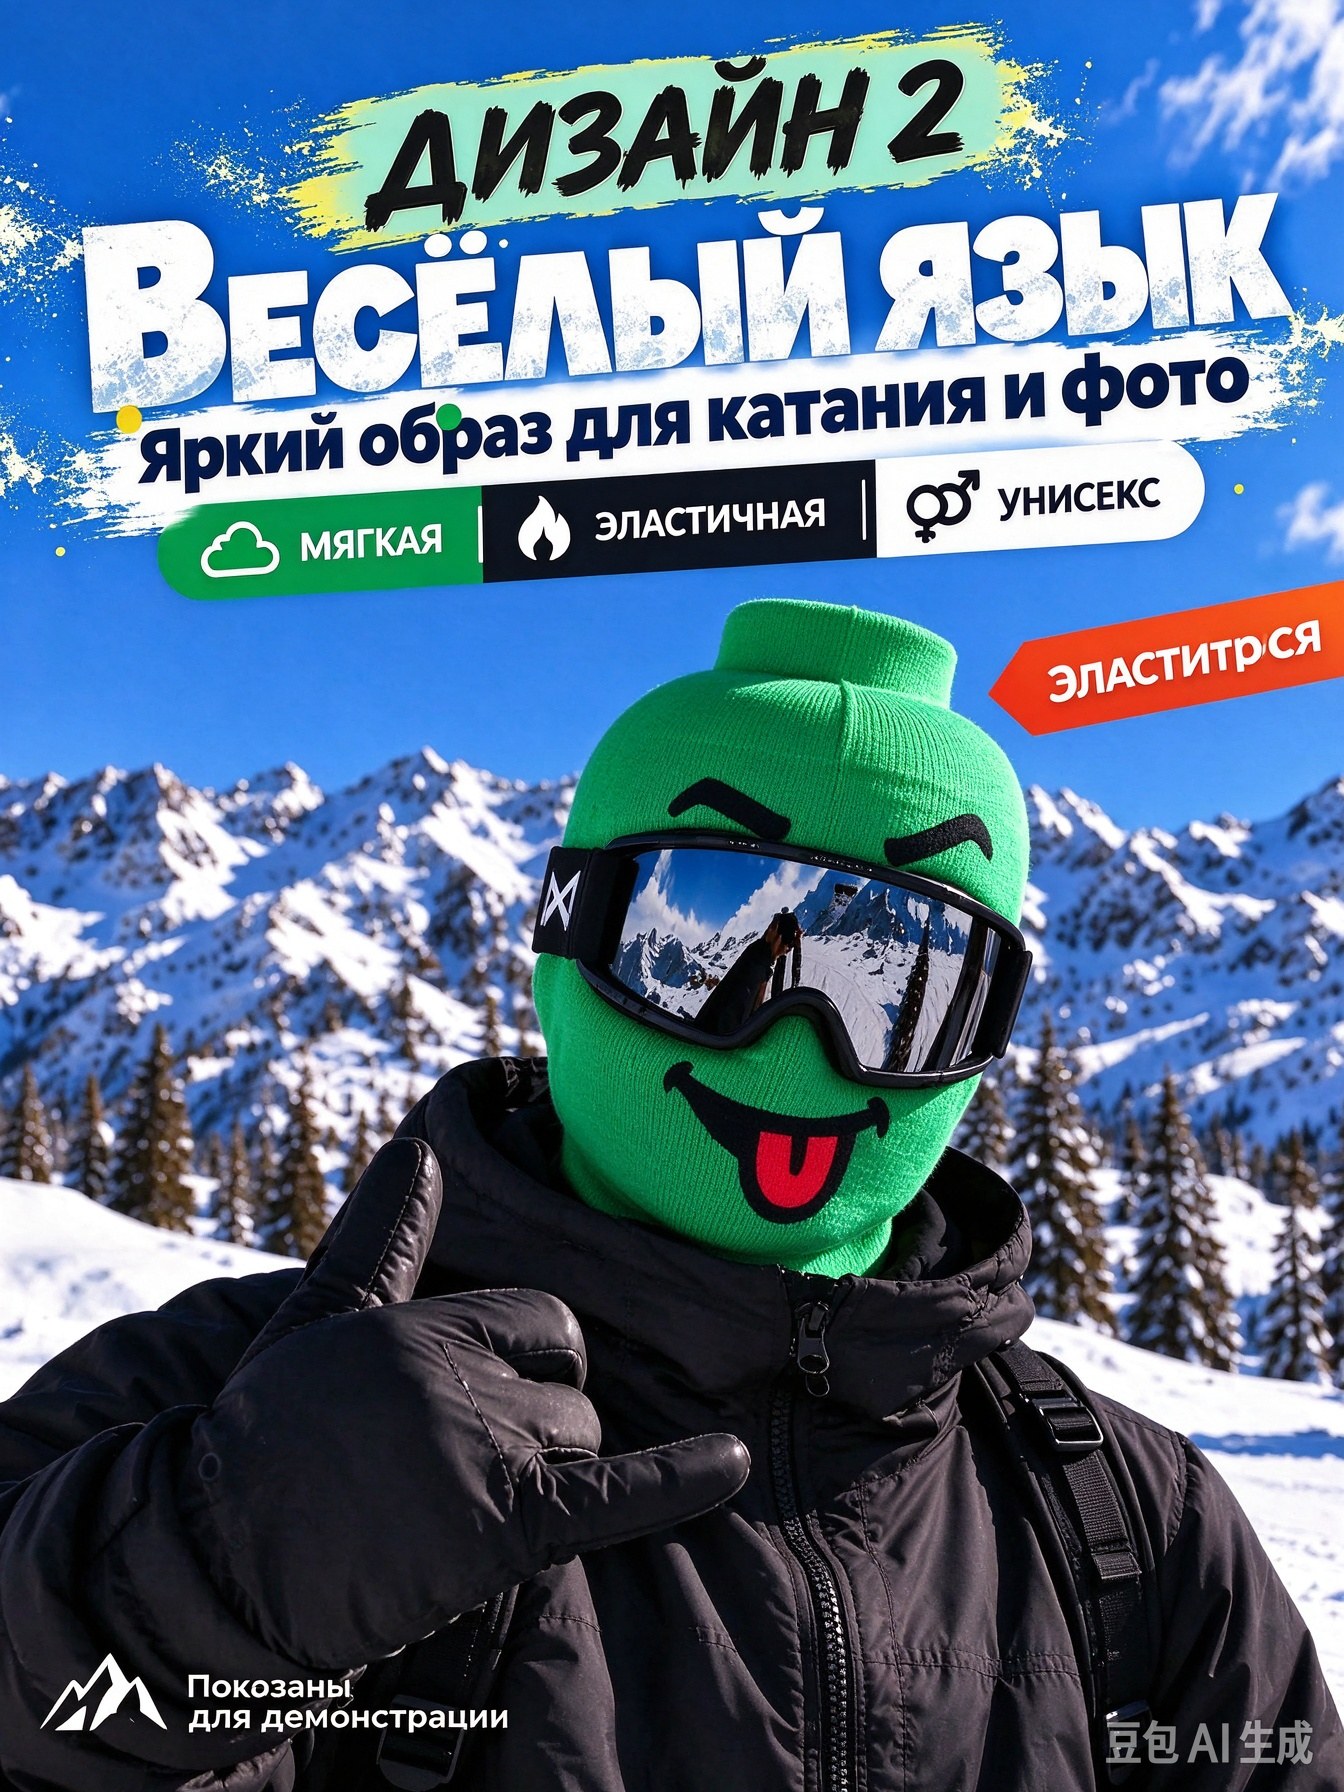 ДИЗАЙН 2
ВЕСЁЛЫЙ ЯЗЫК
Яркий образ для катания и фото
МЯГКАЯ
ЭЛАСТИЧНАЯ
УНИСЕКС
Покозаны
для демонстрации
豆包AI生成